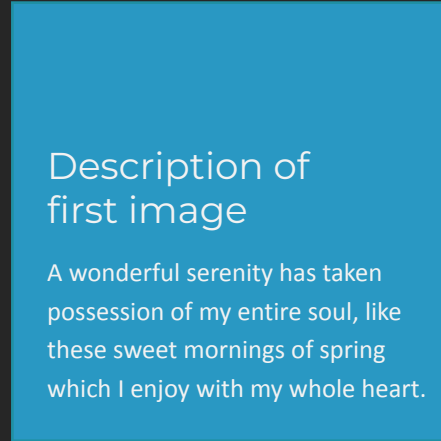 Description of
first image
A wonderful serenity has taken
possession of my entire soul, like
these sweet mornings of spring
which I enjoy with my whole heart.